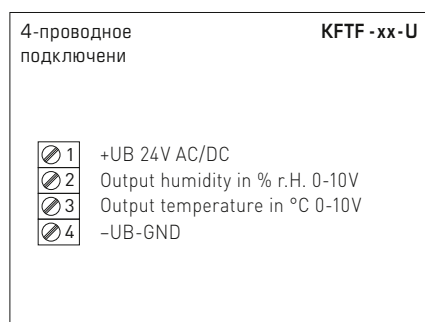 4-проводное
подключени
KFTF - xx - U
1 +UB 24V AC/DC
2 Output humidity in % r.H. 0-10V
3 Output temperature in °C 0-10V
4 –UB-GND